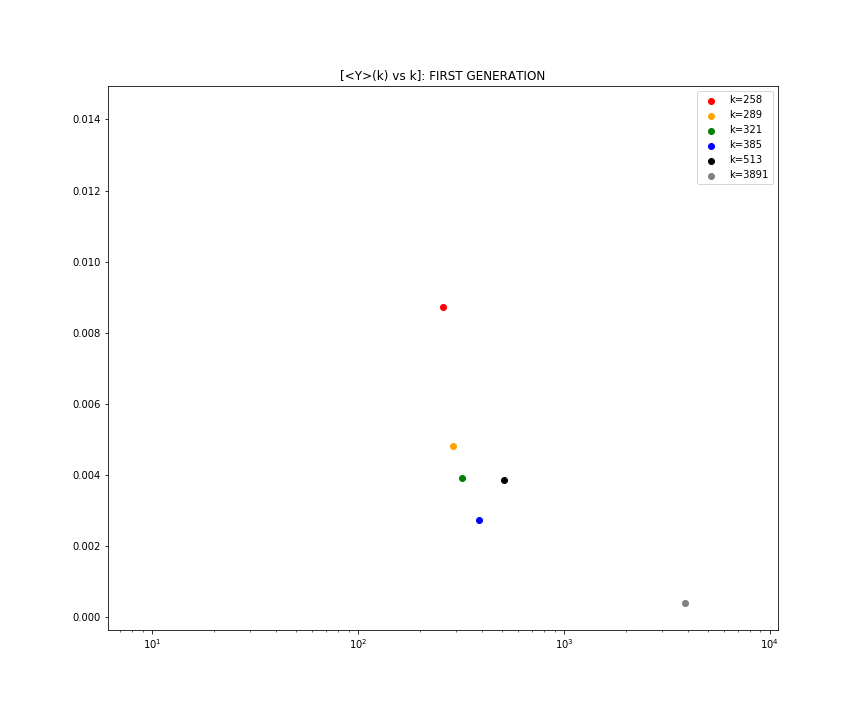 [<Y>(k) vs k]: FIRST GENERATION
k=258
k=289
k=321
k=385
k=513
k=3891
0.014
0.012
0.010
0.008
0.006
0.004
0.002
0.000
10¹
10²
10³
10⁴